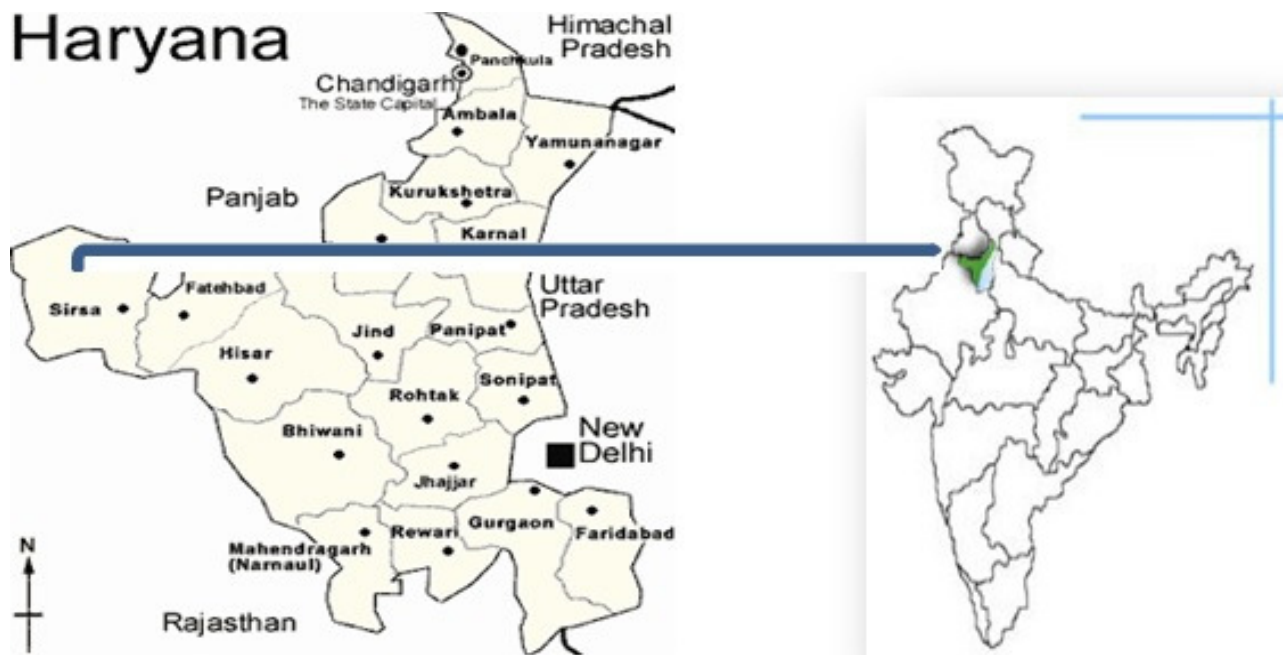 Haryana
Himachal
Pradesh
Panchkula
Chandigarh
The State Capital
Ambala
Yamunanagar
Panjab
Kurukshetra
Karnal
Uttar
Pradesh
Fatehbad
Sirsa
Jind
Panipat
Hisar
Sonipat
Rohtak
Bhiwani
New
Delhi
Jhajjar
Gurgaon
Rewari
Faridabad
Mahendragarh
(Narnaul)
N
Rajasthan